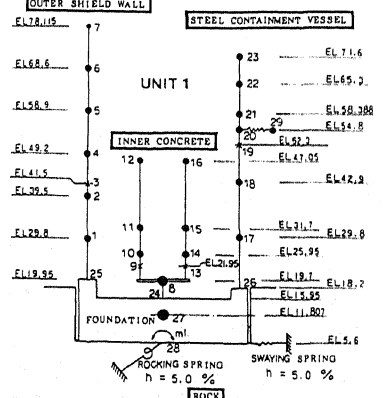 OUTER SHIELD WALL
STEEL CONTAINMENT VESSEL
EL78.115 7
23 EL71.6
EL68.6 6
UNIT 1
22 EL65.3
EL58.9 5
21 EL58.388
29
20 EL54.8
INNER CONCRETE
19 EL52.3
EL49.2 4
12 16 EL47.05
EL41.5 3
18 EL42.9
EL39.5 2
11 15 EL31.7
EL29.8 1
17 EL29.8
10 14 EL25.95
9 13 EL21.95
EL19.95 25
8 26 EL19.7
EL18.2
24 EL15.95
FOUNDATION 27 EL11.807
ml.
28 EL5.6
ROCKING SPRING
h = 5.0 %
SWAYING SPRING
h = 5.0 %
ROCK